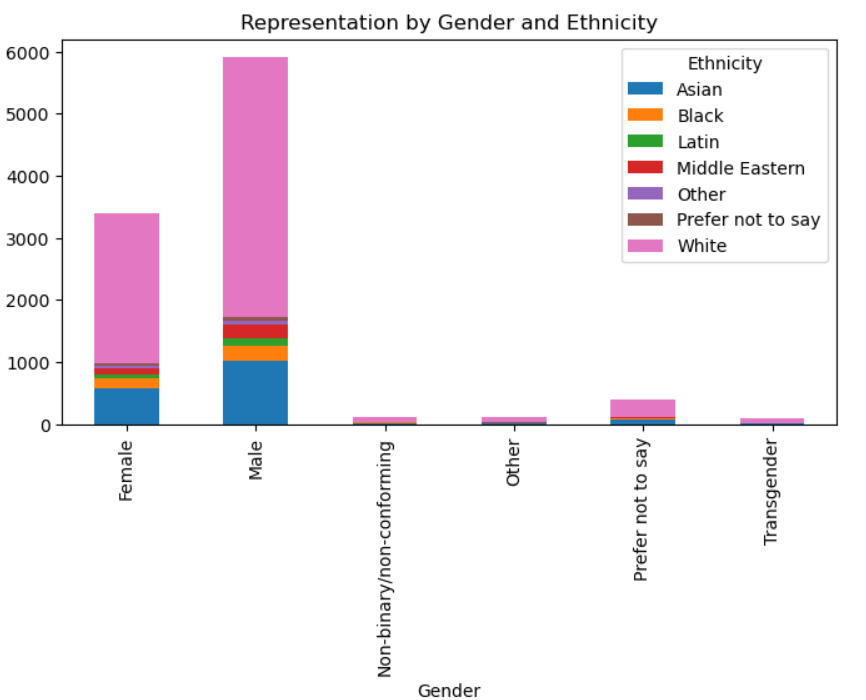 Representation by Gender and Ethnicity
6000
5000
4000
3000
2000
1000
0
Ethnicity
Asian
Black
Latin
Middle Eastern
Other
Prefer not to say
White
Female
Male
Non-binary/non-conforming
Other
Prefer not to say
Transgender
Gender